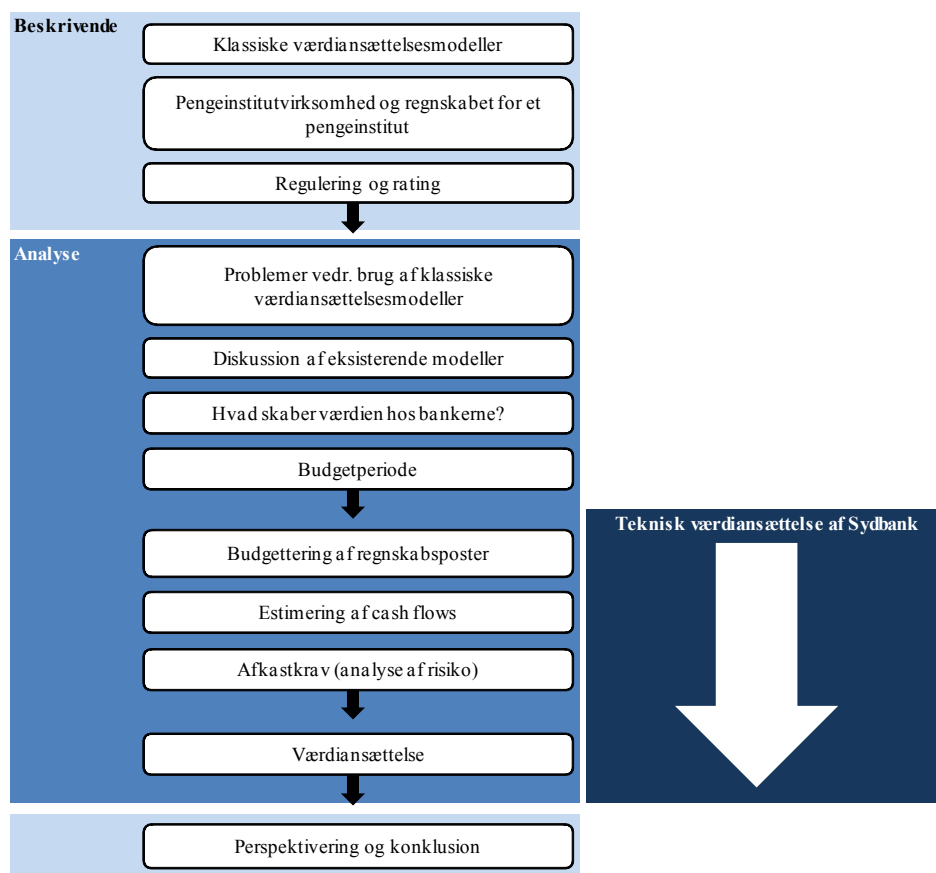 Beskrivende
Klassiske værdiansættelsesmodeller
Pengeinstitutvirksomhed og regnskabet for et
pengeinstitut
Regulering og rating
Analyse
Problemer vedr. brug af klassiske
værdiansættelsesmodeller
Diskussion af eksisterende modeller
Hvad skaber værdien hos bankerne?
Budgetperiode
Teknisk værdiansættelse af Sydbank
Budgettering af regnskabsposter
Estimering af cash flows
Afkastkrav (analyse af risiko)
Værdiansættelse
Perspektivering og konklusion